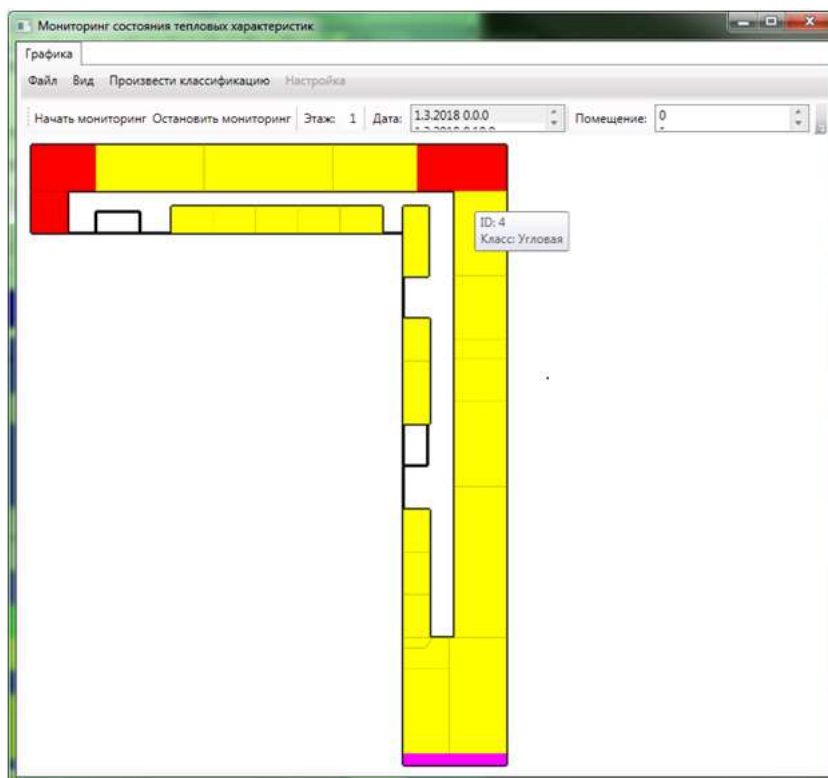 Мониторинг состояния тепловых характеристик
Графика
Файл Вид Произвести классификацию Настройка
Начать мониторинг Остановить мониторинг Этаж: 1 Дата: 1.3.2018 0.0.0 Помещение: 0
ID: 4
Класс: Угловая